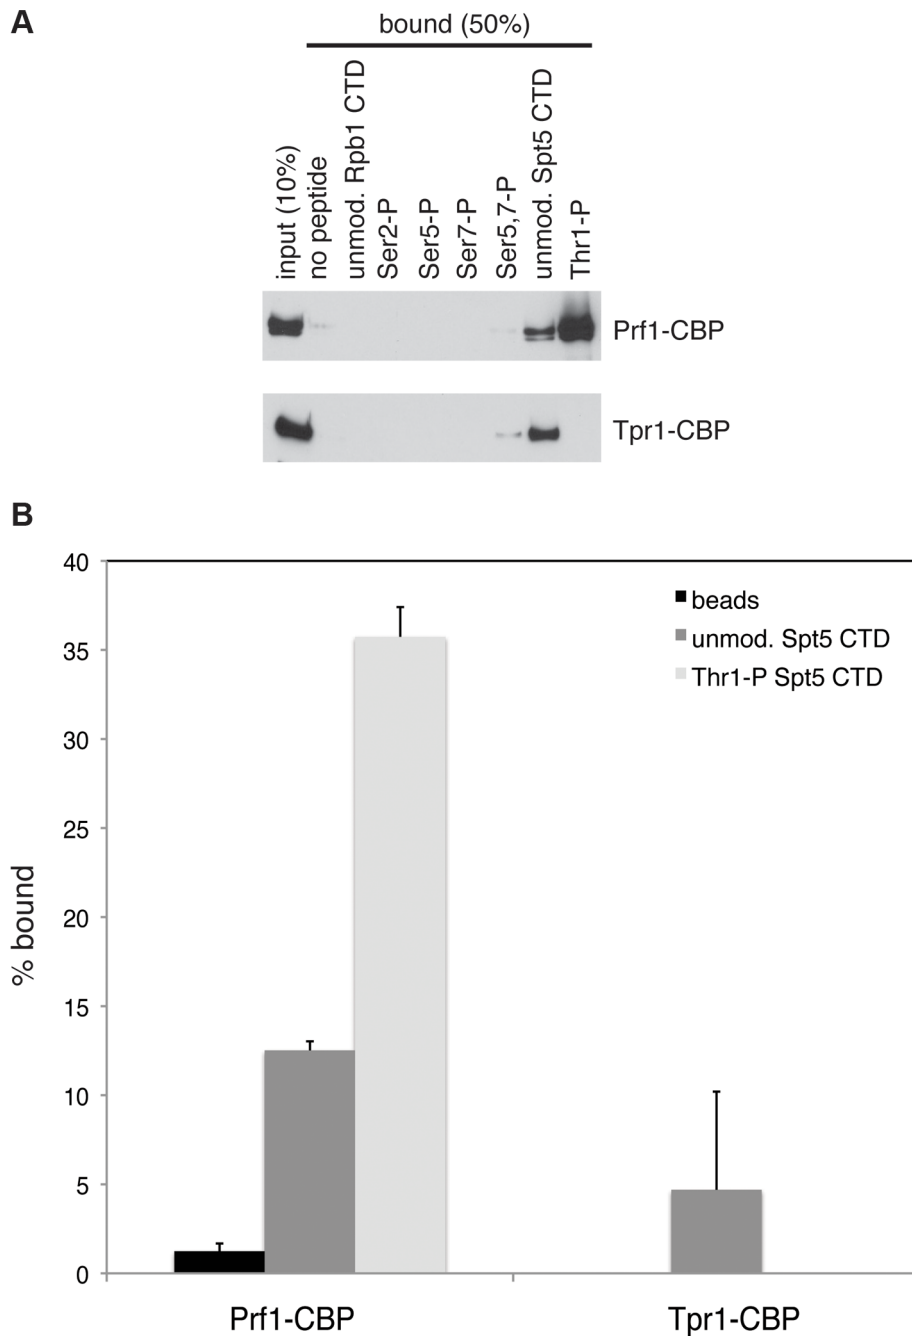 A
bound (50%)
input (10%)
no peptide
unmod. Rpb1 CTD
Ser2-P
Ser5-P
Ser7-P
Ser5,7-P
unmod. Spt5 CTD
Thr1-P
Prf1-CBP
Tpr1-CBP
B
40
35
30
25
20
15
10
5
0
% bound
beads
unmod. Spt5 CTD
Thr1-P Spt5 CTD
Prf1-CBP
Tpr1-CBP